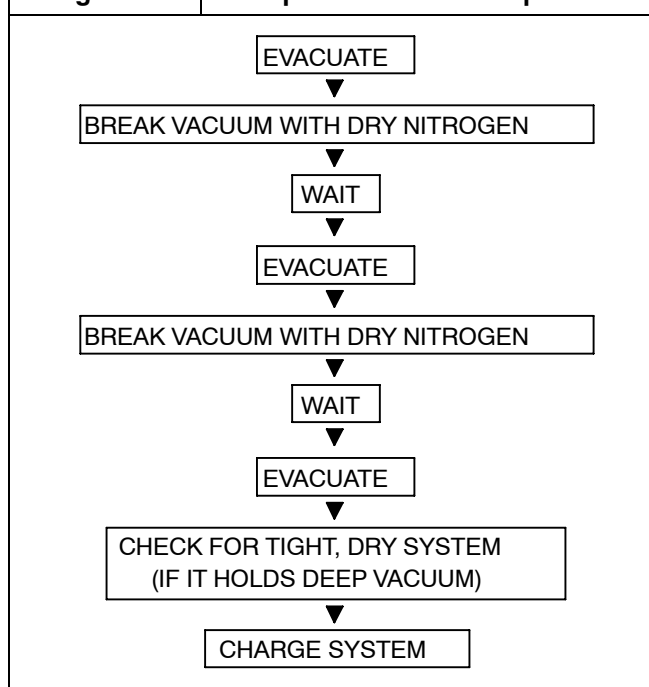 EVACUATE
BREAK VACUUM WITH DRY NITROGEN
WAIT
EVACUATE
BREAK VACUUM WITH DRY NITROGEN
WAIT
EVACUATE
CHECK FOR TIGHT, DRY SYSTEM
(IF IT HOLDS DEEP VACUUM)
CHARGE SYSTEM